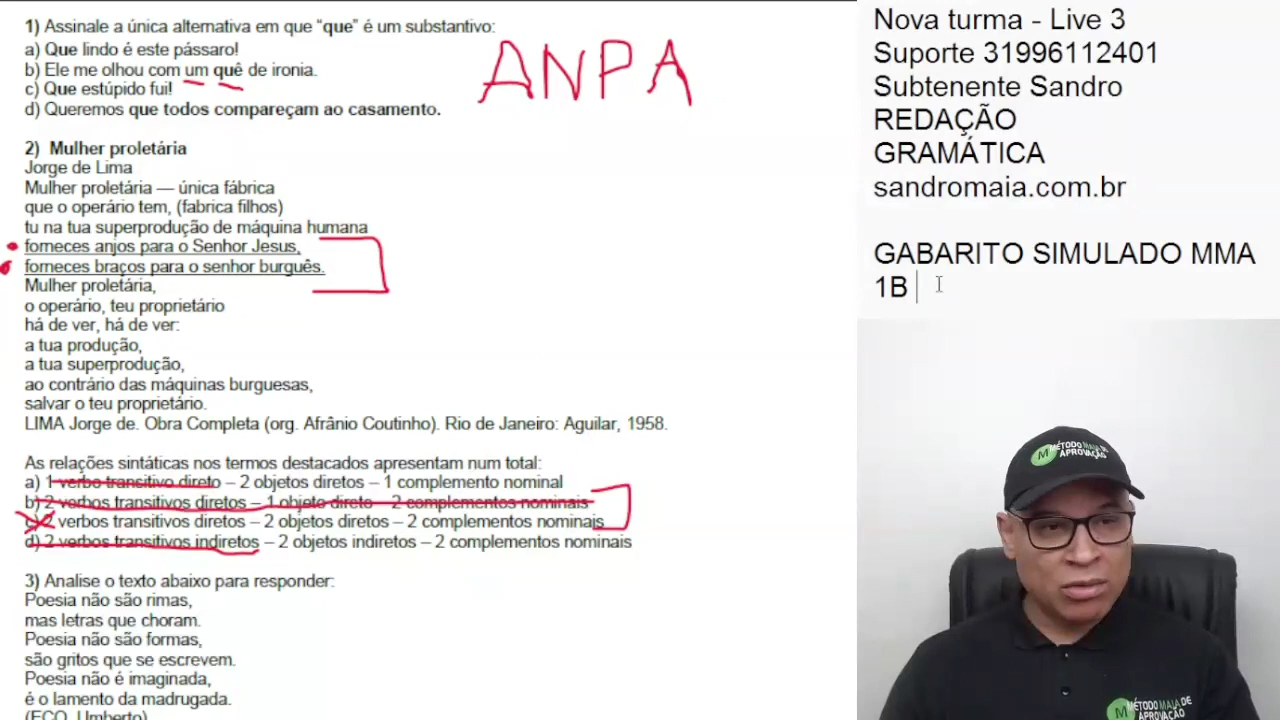 1) Assinale a única alternativa em que “que” é um substantivo:
a) Que lindo é este pássaro!
b) Ele me olhou com um quê de ironia.
c) Que estúpido fui!
d) Queremos que todos compareçam ao casamento.
ANPA
2) Mulher proletária
Jorge de Lima
Mulher proletária — única fábrica
que o operário tem, (fabrica filhos)
tu na tua superprodução de máquina humana
forneces anjos para o Senhor Jesus,
forneces braços para o senhor burguês.
Mulher proletária,
o operário, teu proprietário
há de ver, há de ver:
a tua produção,
a tua superprodução,
ao contrário das máquinas burguesas,
salvar o teu proprietário.
LIMA Jorge de. Obra Completa (org. Afrânio Coutinho). Rio de Janeiro: Aguilar, 1958.
As relações sintáticas nos termos destacados apresentam num total:
a) 1 verbo transitivo direto – 2 objetos diretos – 1 complemento nominal
b) 2 verbos transitivos diretos – 1 objeto direto – 2 complementos nominais
c) 2 verbos transitivos diretos – 2 objetos diretos – 2 complementos nominais
d) 2 verbos transitivos indiretos – 2 objetos indiretos – 2 complementos nominais
3) Analise o texto abaixo para responder:
Poesia não são rimas,
mas letras que choram.
Poesia não são formas,
são gritos que se escrevem.
Poesia não é imaginada,
é o lamento da madrugada.
(ECO, Umberto)
Nova turma - Live 3
Suporte 31996112401
Subtenente Sandro
REDAÇÃO
GRAMÁTICA
sandromaia.com.br
GABARITO SIMULADO MMA
1B
M
MÉTODO MAIA DE
APROVAÇÃO
M
MÉTODO MAIA DE
APROVAÇÃO